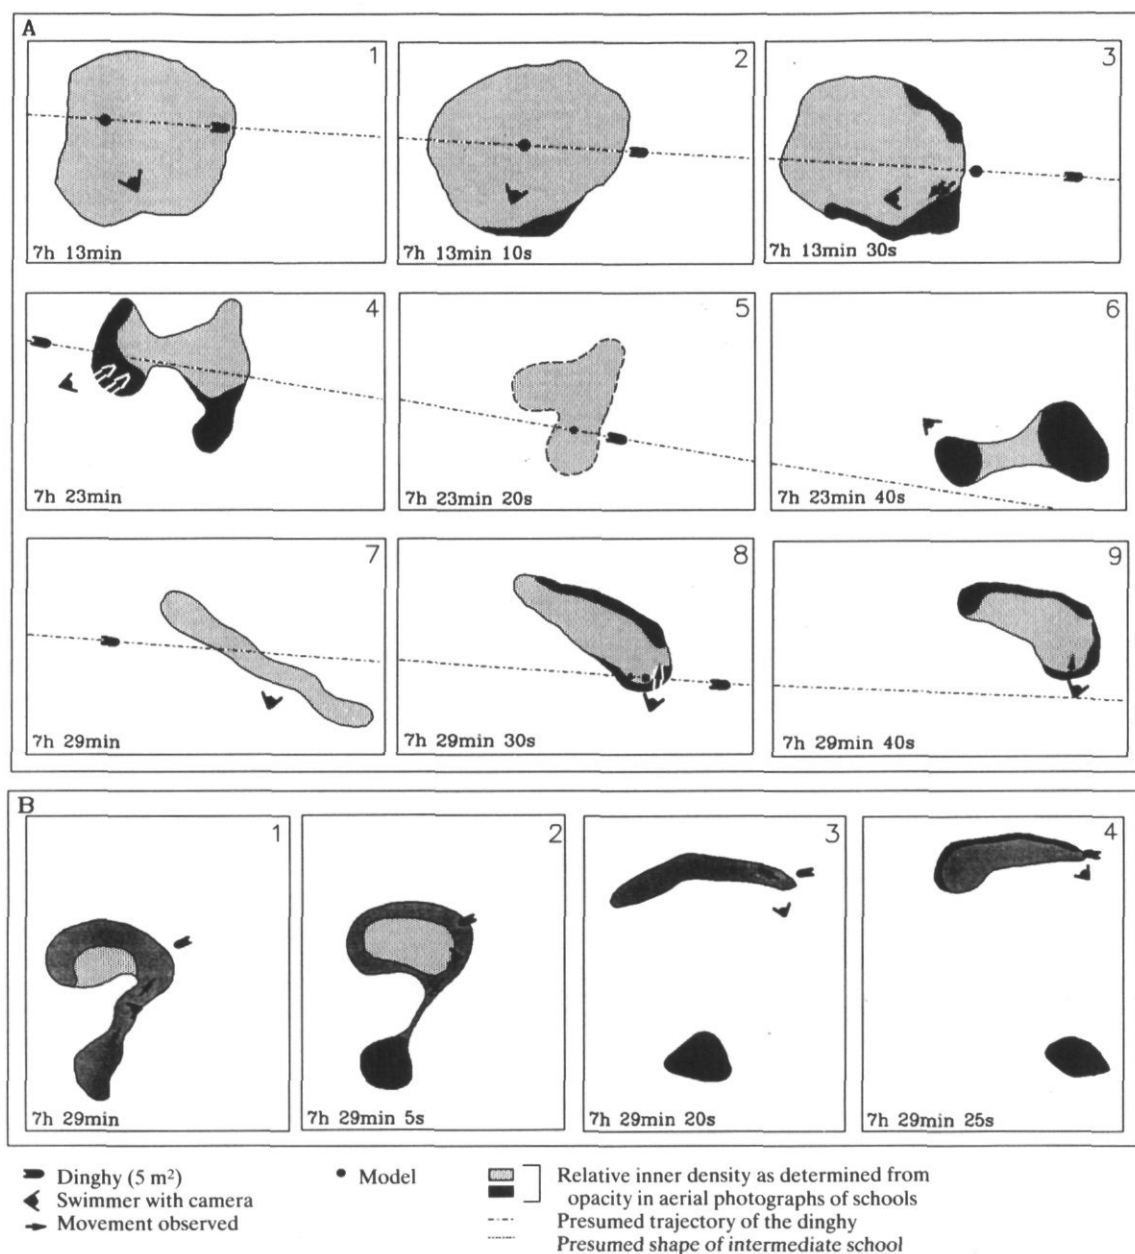 A
1
2
3
7h 13min
7h 13min 10s
7h 13min 30s
4
5
6
7h 23min
7h 23min 20s
7h 23min 40s
7
8
9
7h 29min
7h 29min 30s
7h 29min 40s
B
1
2
3
4
7h 29min
7h 29min 5s
7h 29min 20s
7h 29min 25s
Dinghy (5 m²)
Swimmer with camera
Movement observed
Model
Relative inner density as determined from
opacity in aerial photographs of schools
Presumed trajectory of the dinghy
Presumed shape of intermediate school